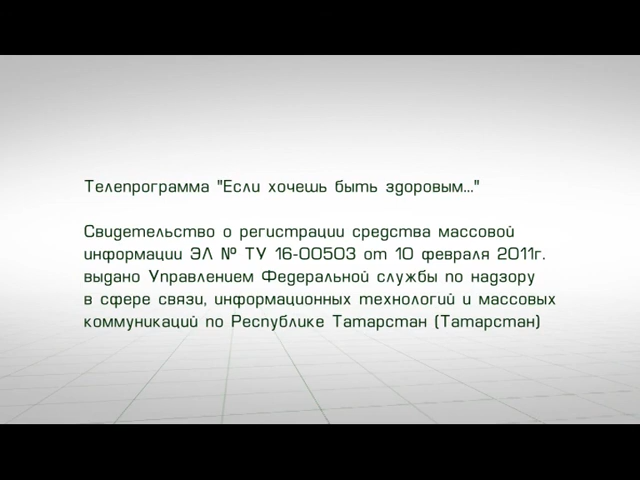 Телепрограмма "Если хочешь быть здоровым..."
Свидетельство о регистрации средства массовой
информации ЭЛ № ТУ 16-00503 от 10 февраля 2011г.
выдано Управлением Федеральной службы по надзору
в сфере связи, информационных технологий и массовых
коммуникаций по Республике Татарстан (Татарстан)